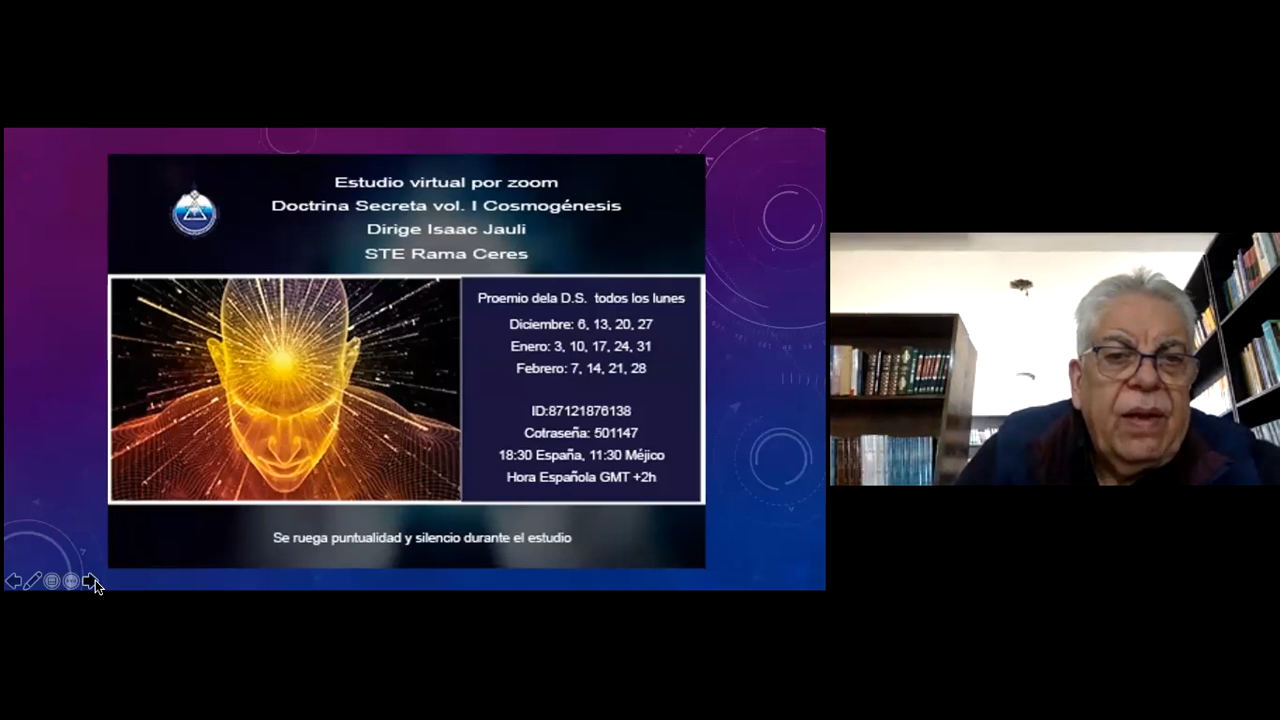 Estudio virtual por zoom
Doctrina Secreta vol. I Cosmogénesis
Dirige Isaac Jauli
STE Rama Ceres
Proemio dela D.S. todos los lunes
Diciembre: 6, 13, 20, 27
Enero: 3, 10, 17, 24, 31
Febrero: 7, 14, 21, 28
ID:87121876138
Cotraseña: 501147
18:30 España, 11:30 Méjico
Hora Española GMT +2h
Se ruega puntualidad y silencio durante el estudio